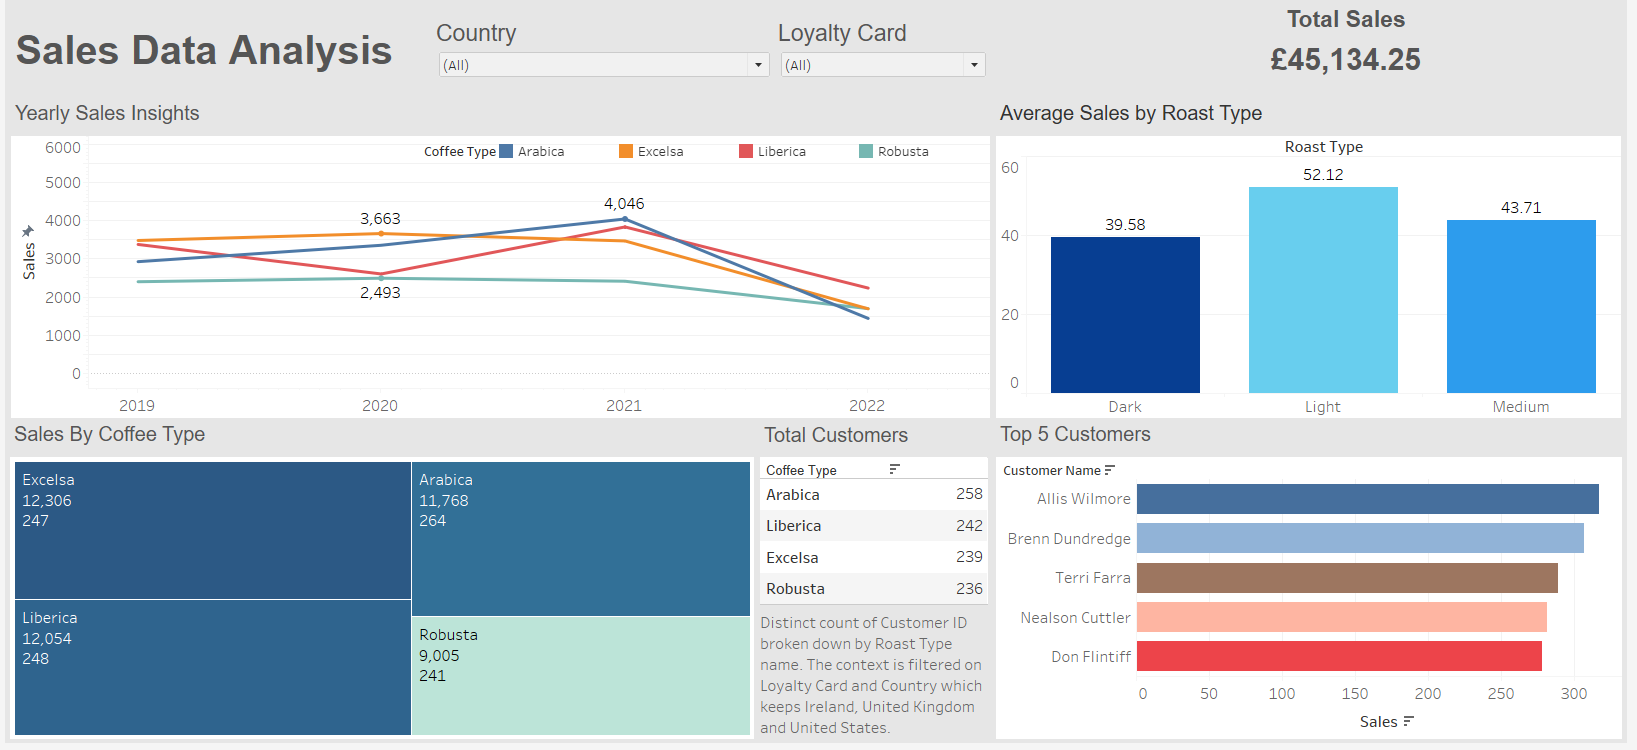 Sales Data Analysis
Country
(All)
Loyalty Card
(All)
Total Sales
£45,134.25
Yearly Sales Insights
Coffee Type Arabica Excelsa Liberica Robusta
6000
5000
4000
3000
2000
1000
0
Sales
3,663
4,046
2,493
2019 2020 2021 2022
Average Sales by Roast Type
Roast Type
60
40
20
0
39.58
52.12
43.71
Dark Light Medium
Sales By Coffee Type
Excelsa
12,306
247
Arabica
11,768
264
Liberica
12,054
248
Robusta
9,005
241
Total Customers
Coffee Type
Arabica 258
Liberica 242
Excelsa 239
Robusta 236
Distinct count of Customer ID
broken down by Roast Type
name. The context is filtered on
Loyalty Card and Country which
keeps Ireland, United Kingdom
and United States.
Top 5 Customers
Customer Name
Allis Wilmore
Brenn Dundredge
Terri Farra
Nealson Cuttler
Don Flintiff
0 50 100 150 200 250 300
Sales